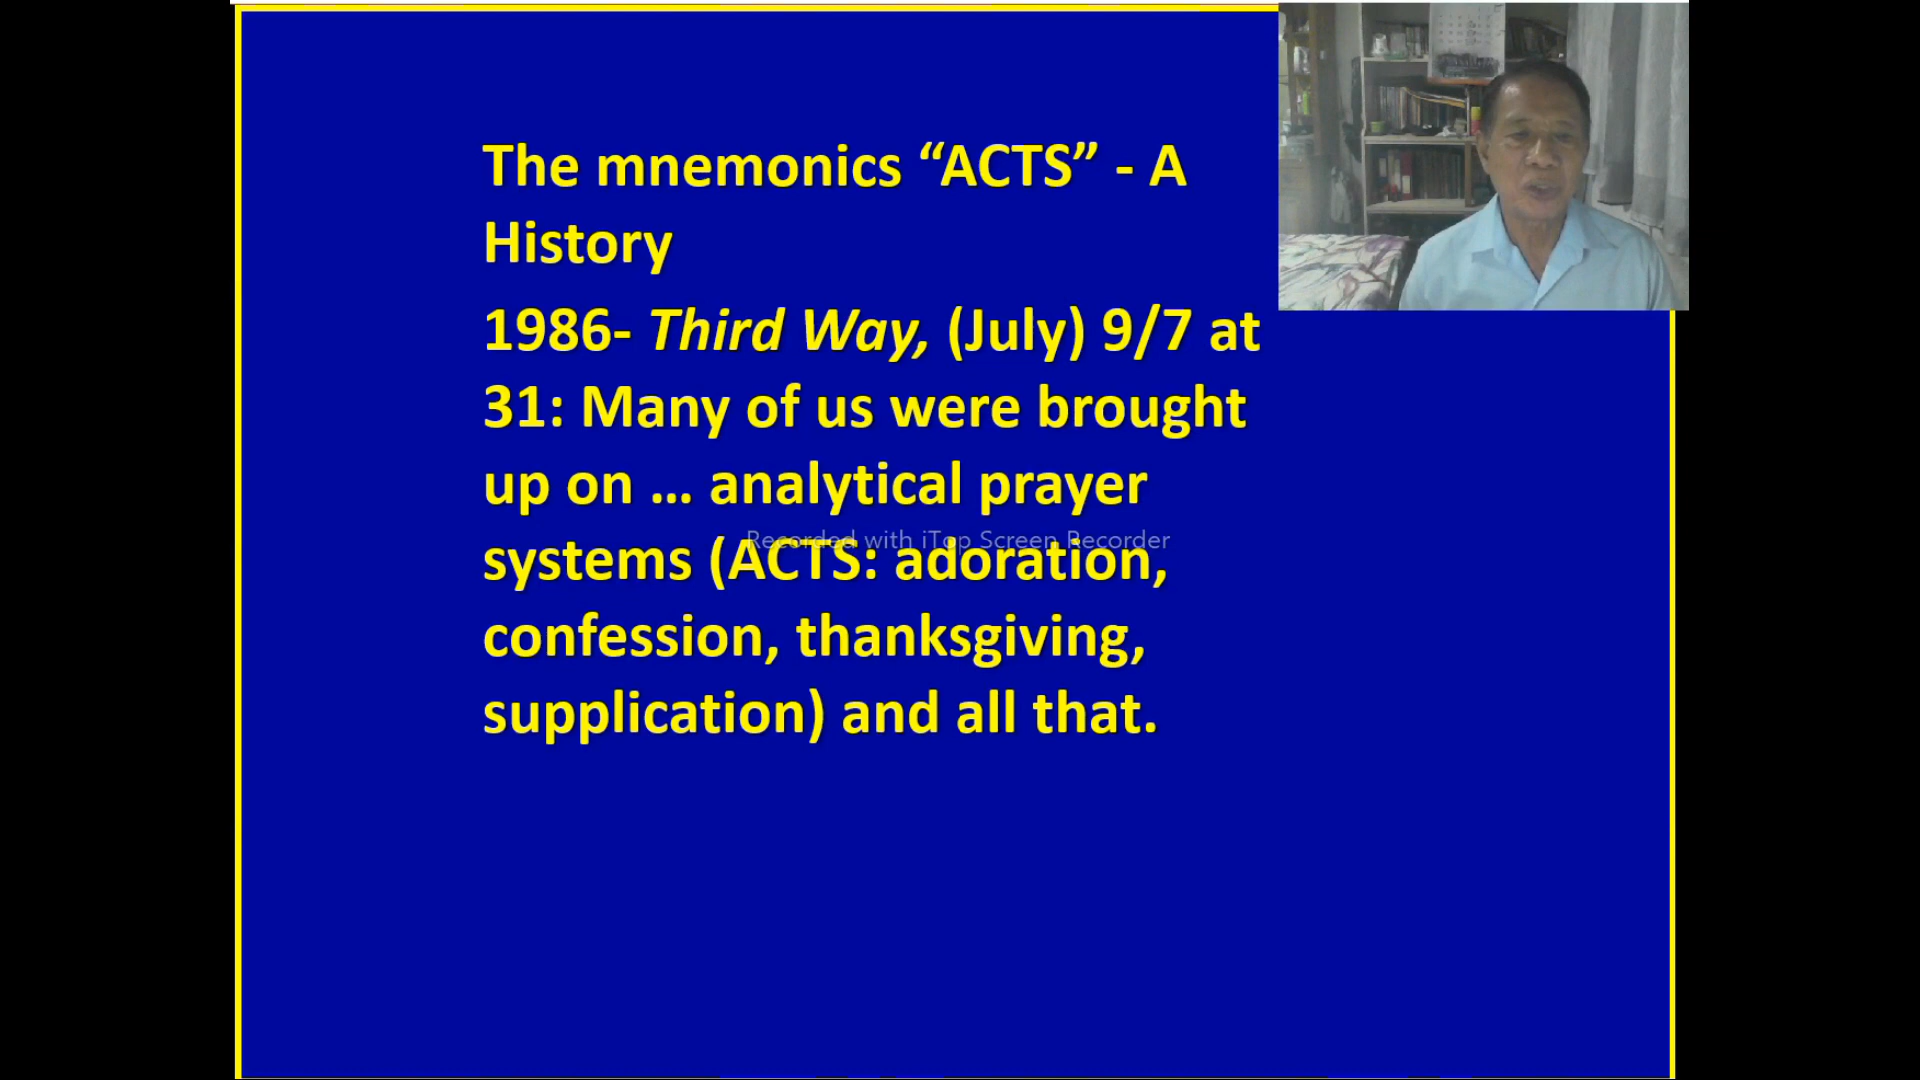 The mnemonics “ACTS” - A
History
1986- Third Way, (July) 9/7 at
31: Many of us were brought
up on … analytical prayer
systems (ACTS: adoration,
confession, thanksgiving,
supplication) and all that.
Recorded with iTop Screen Recorder